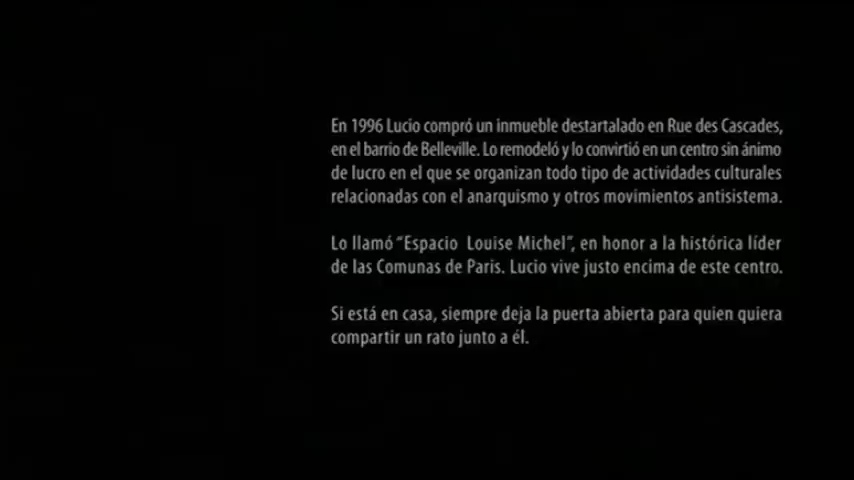 En 1996 Lucio compró un inmueble destartalado en Rue des Cascades,
en el barrio de Belleville. Lo remodeló y lo convirtió en un centro sin ánimo
de lucro en el que se organizan todo tipo de actividades culturales
relacionadas con el anarquismo y otros movimientos antisistema.
Lo llamó “Espacio Louise Michel”, en honor a la histórica líder
de las Comunas de Paris. Lucio vive justo encima de este centro.
Si está en casa, siempre deja la puerta abierta para quien quiera
compartir un rato junto a él.